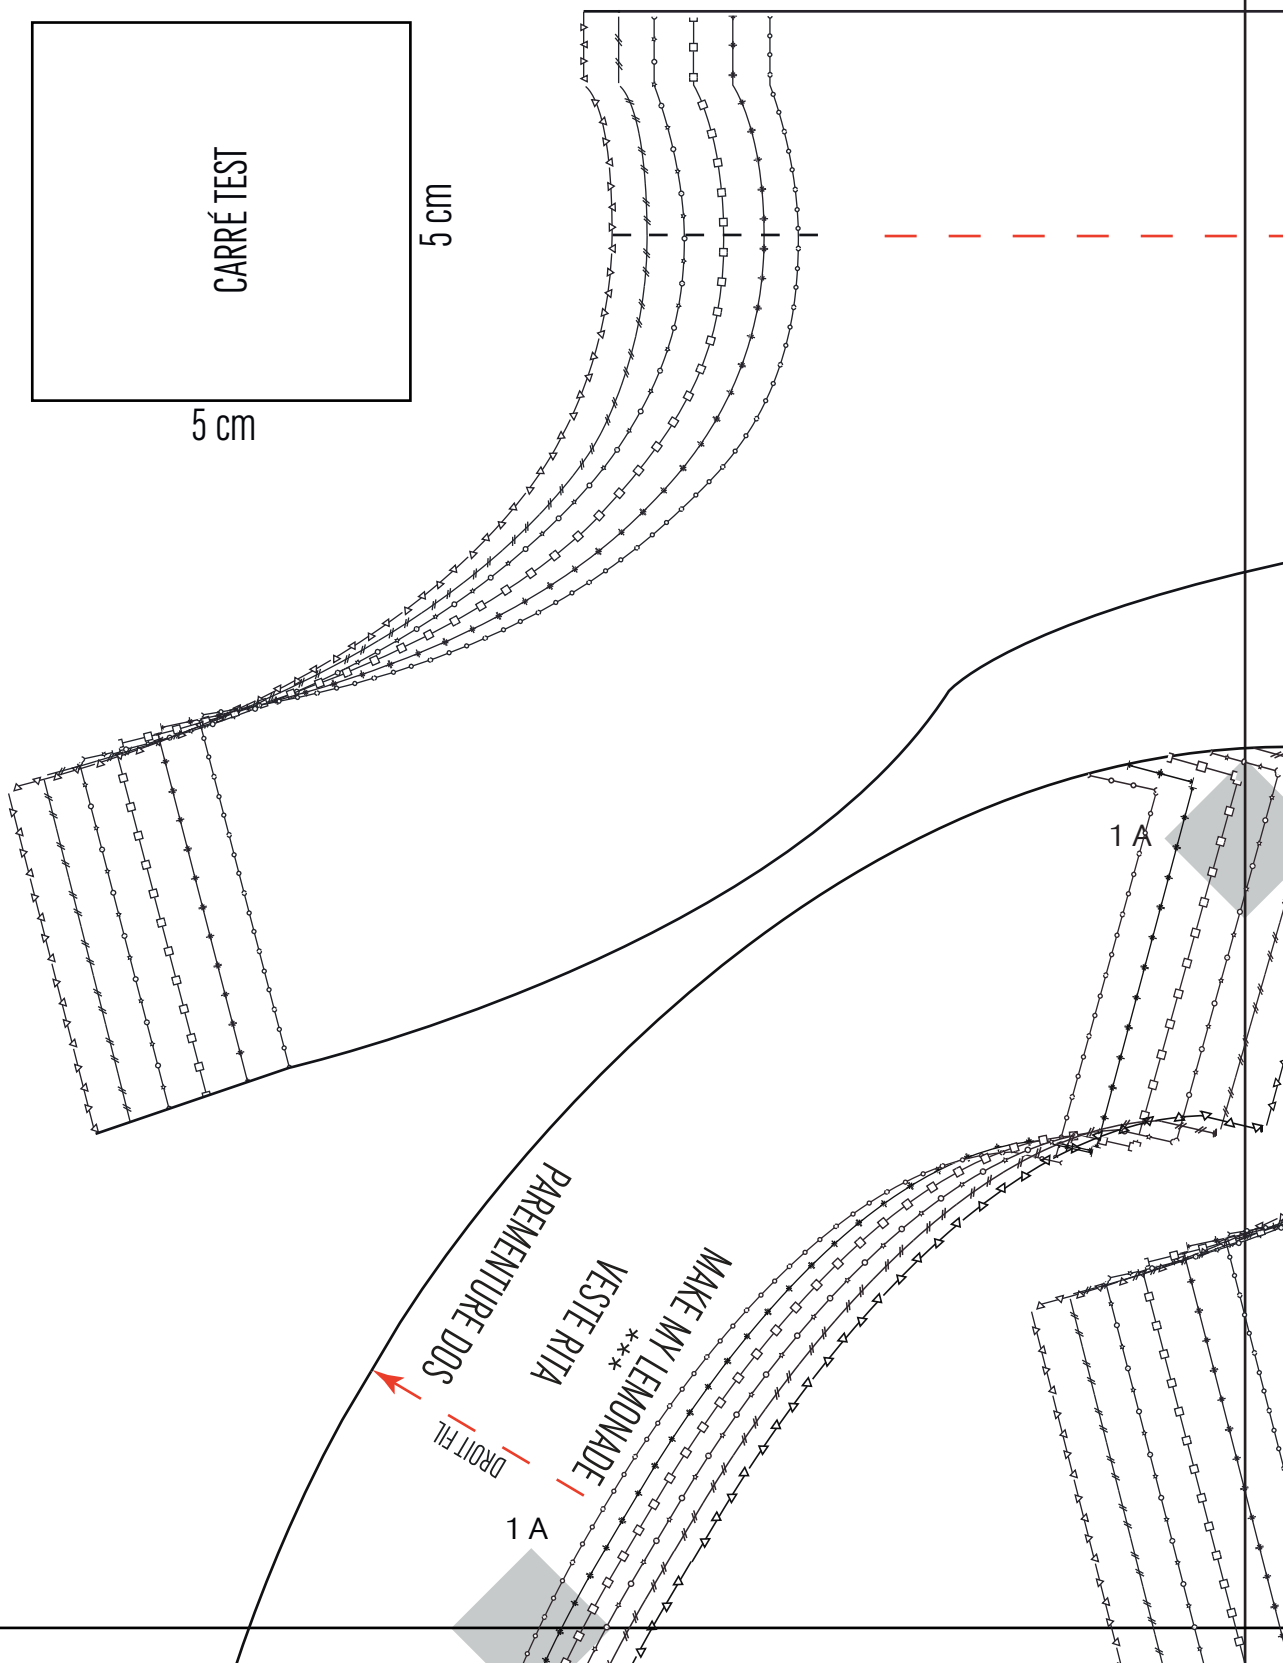 CARRÉ TEST
5 cm
5 cm
1 A
PAREMENTURE DOS
VESTE RITA
***
MAKE MY LEMONADE
DROIT FIL
1 A